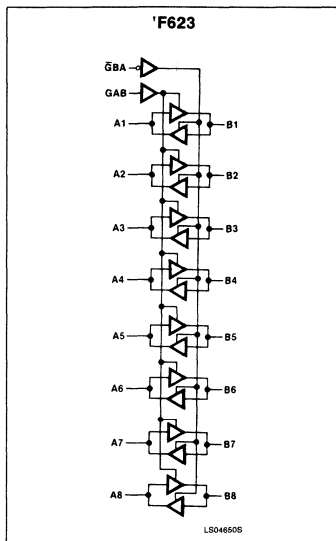 'F623
G̅BA
GAB
A1 B1
A2 B2
A3 B3
A4 B4
A5 B5
A6 B6
A7 B7
A8 B8
LS04650S